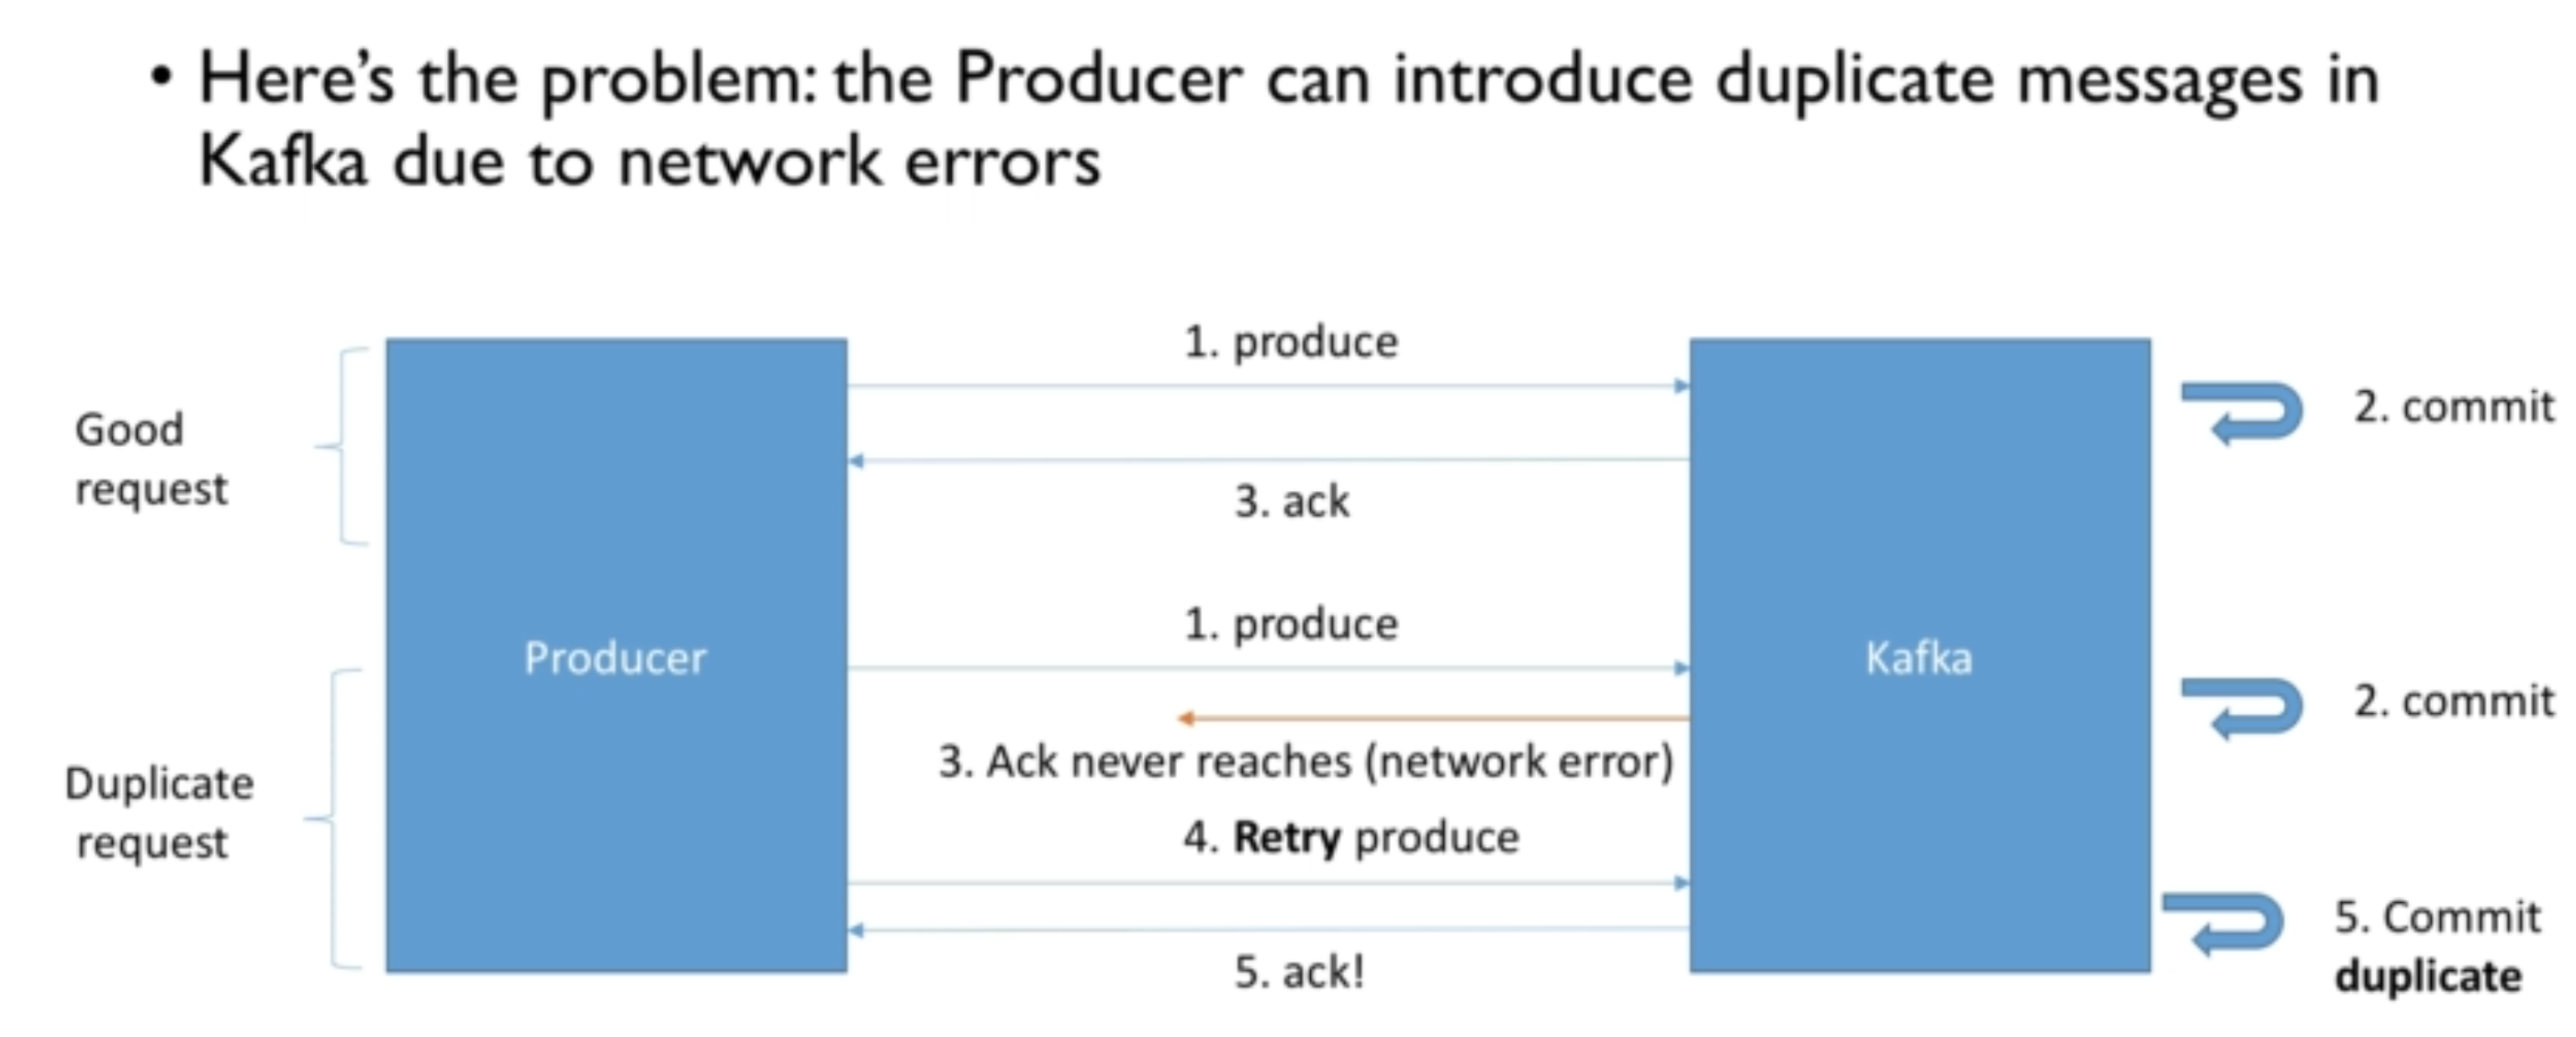 • Here's the problem: the Producer can introduce duplicate messages in
Kafka due to network errors
Good
request
Duplicate
request
Producer
1. produce
3. ack
1. produce
3. Ack never reaches (network error)
4. Retry produce
5. ack!
Kafka
2. commit
2. commit
5. Commit
duplicate